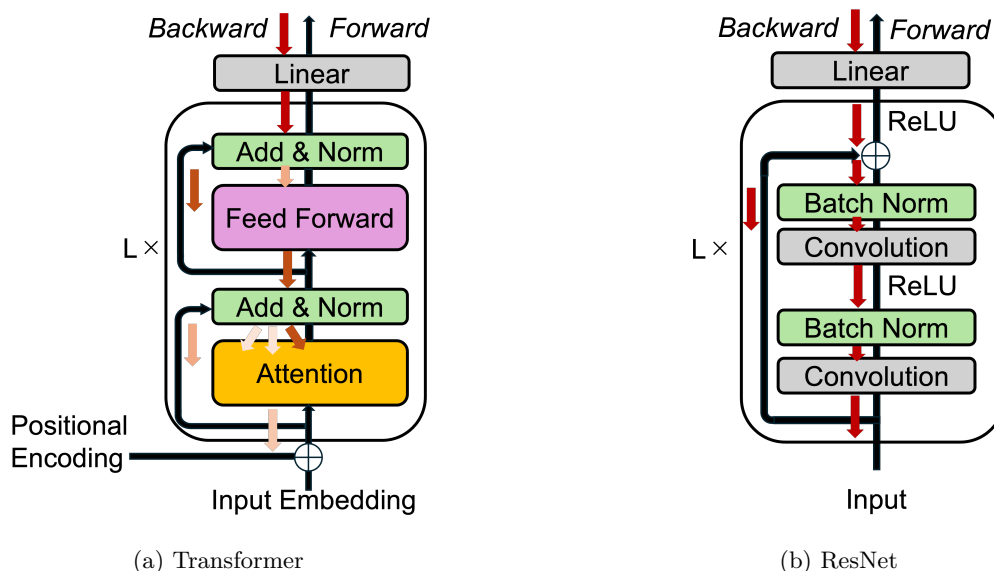 Backward Forward
Linear
Add & Norm
Feed Forward
L ×
Add & Norm
Attention
Positional
Encoding
Input Embedding
(a) Transformer
Backward Forward
Linear
ReLU
Batch Norm
Convolution
L ×
ReLU
Batch Norm
Convolution
Input
(b) ResNet